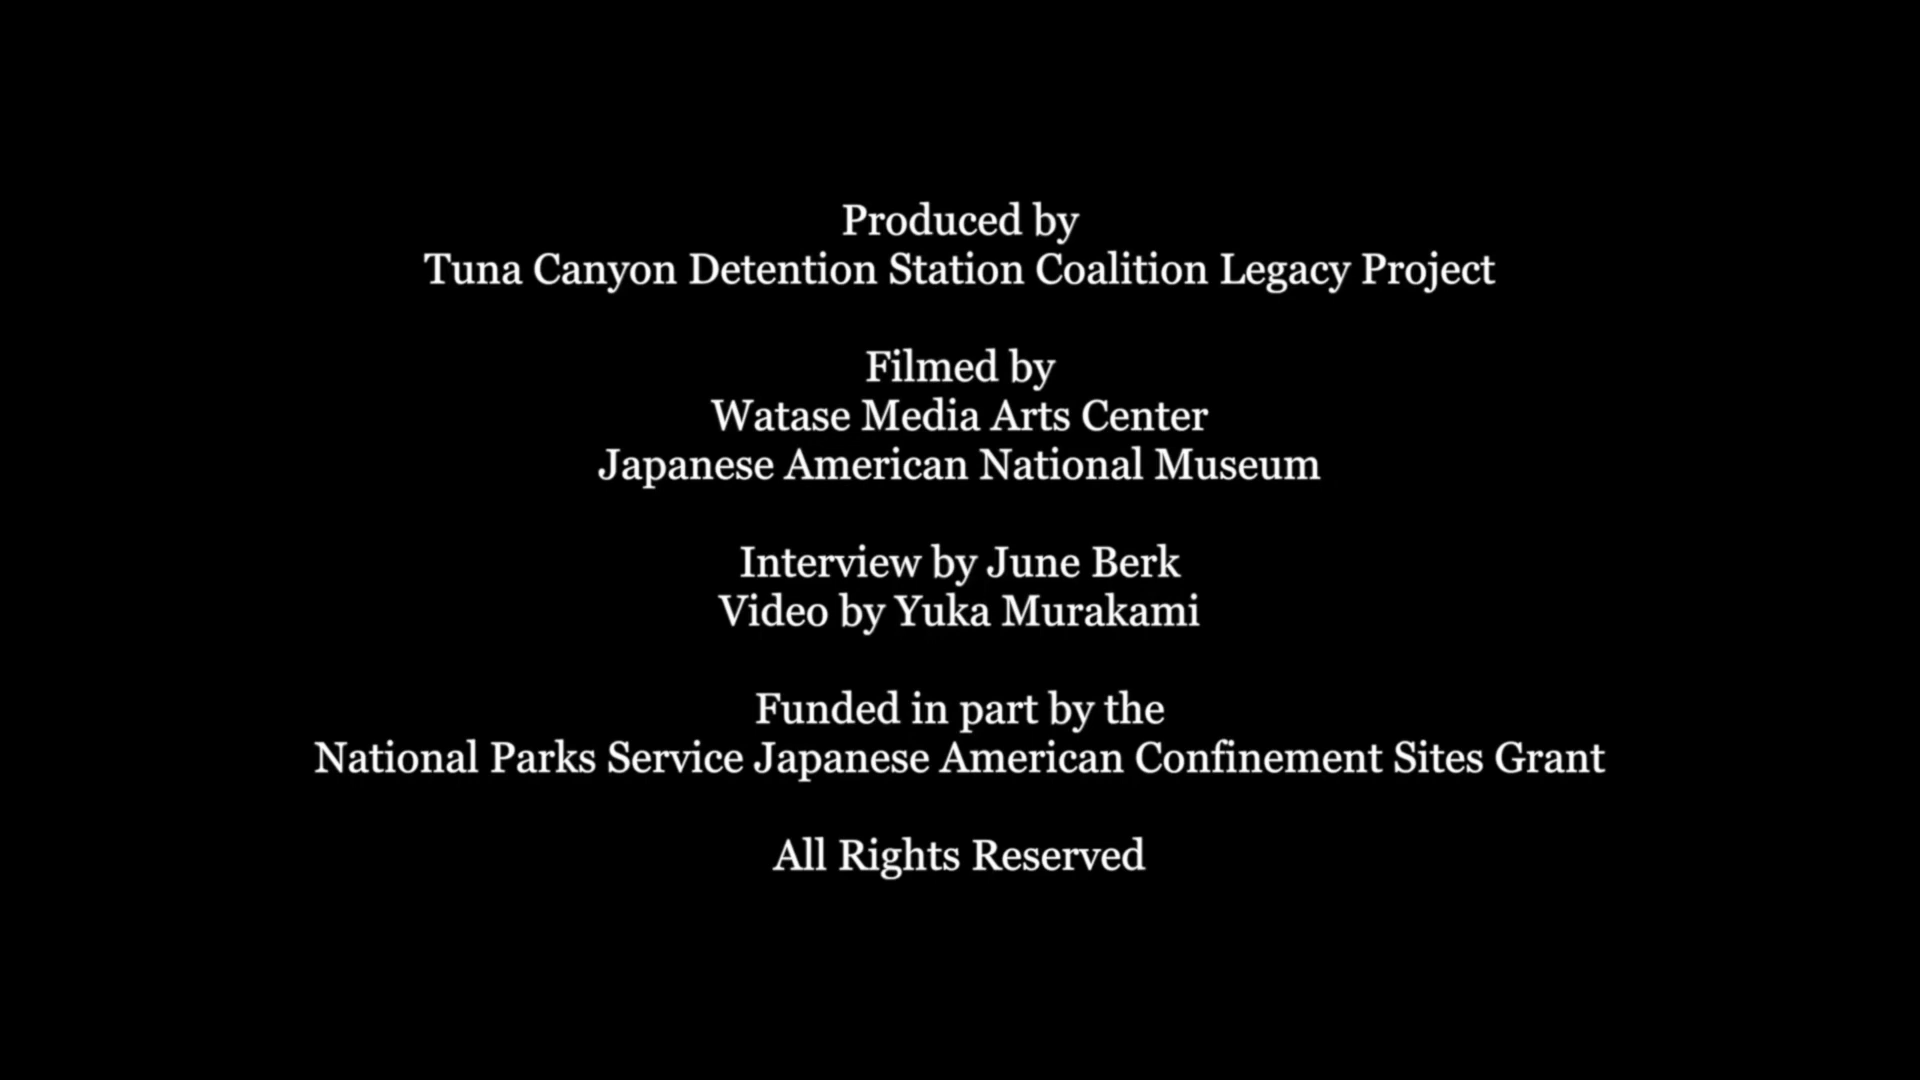 Produced by
Tuna Canyon Detention Station Coalition Legacy Project
Filmed by
Watase Media Arts Center
Japanese American National Museum
Interview by June Berk
Video by Yuka Murakami
Funded in part by the
National Parks Service Japanese American Confinement Sites Grant
All Rights Reserved